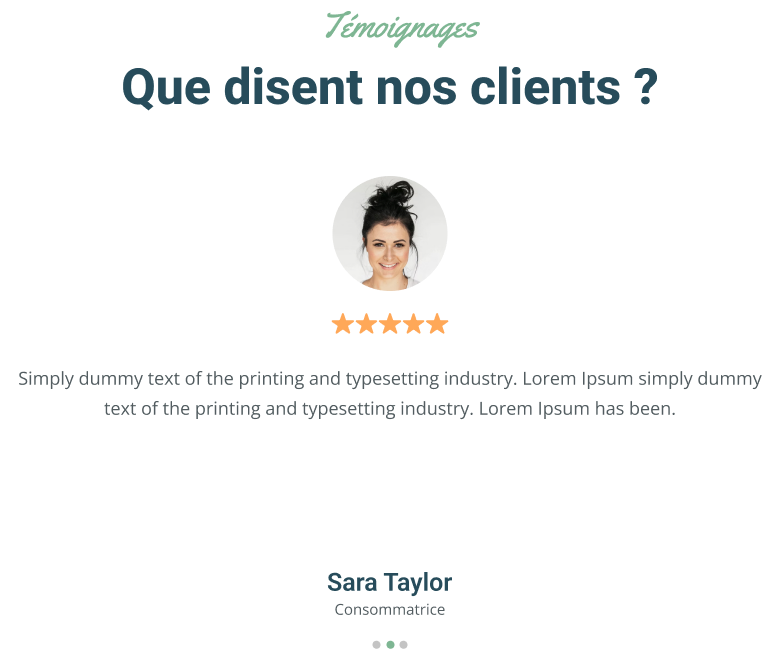 Témoignages
Que disent nos clients ?
Simply dummy text of the printing and typesetting industry. Lorem Ipsum simply dummy
text of the printing and typesetting industry. Lorem Ipsum has been.
Sara Taylor
Consommatrice